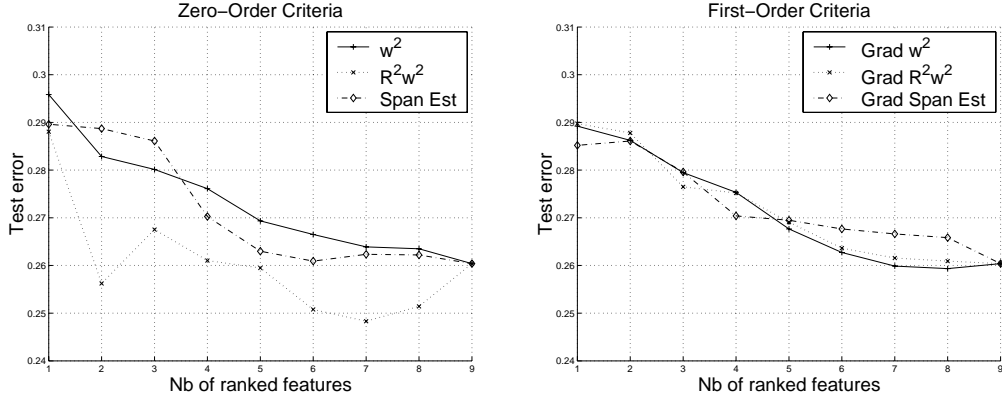 Zero−Order Criteria
0.31
0.3
0.29
0.28
0.27
0.26
0.25
0.24
Test error
w²
R²w²
Span Est
1 2 3 4 5 6 7 8 9
Nb of ranked features
First−Order Criteria
0.31
0.3
0.29
0.28
0.27
0.26
0.25
0.24
Test error
Grad w²
Grad R²w²
Grad Span Est
1 2 3 4 5 6 7 8 9
Nb of ranked features